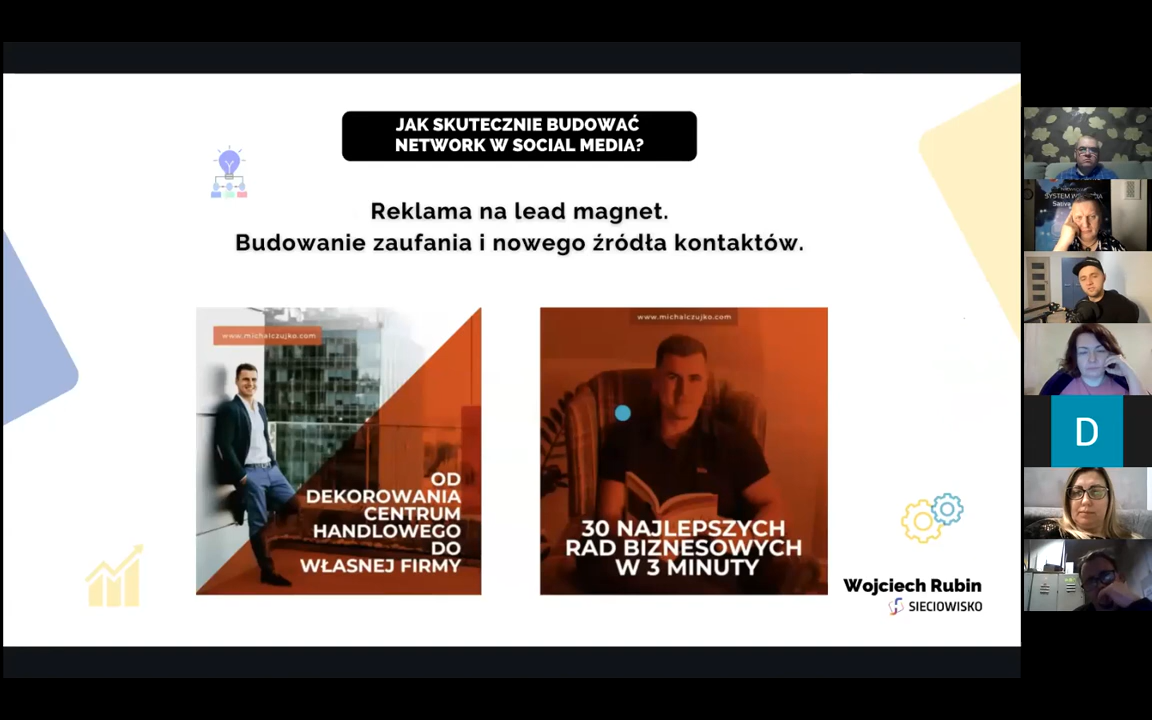 JAK SKUTECZNIE BUDOWAĆ
NETWORK W SOCIAL MEDIA?
Reklama na lead magnet.
Budowanie zaufania i nowego źródła kontaktów.
www.michalczujko.com
OD
DEKOROWANIA
CENTRUM
HANDLOWEGO
DO
WŁASNEJ FIRMY
www.michalczujko.com
30 NAJLEPSZYCH
RAD BIZNESOWYCH
W 3 MINUTY
Wojciech Rubin
SIECIOWISKO
D